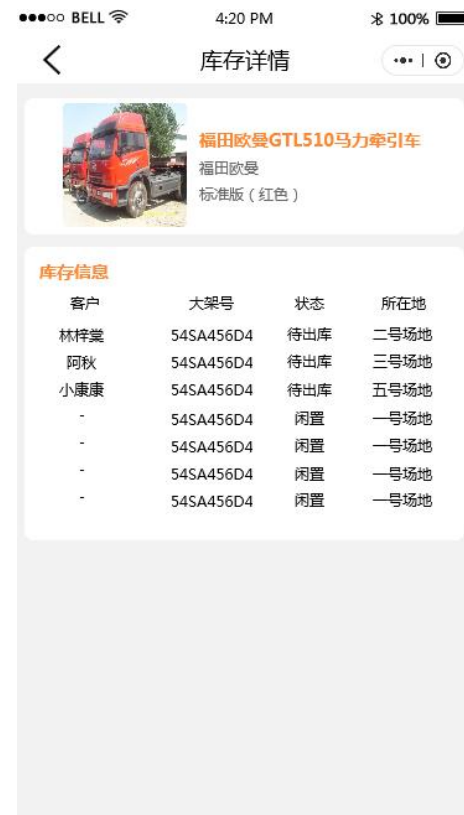 BELL 4:20 PM 100%
库存详情
福田欧曼GTL510马力牵引车
福田欧曼
标准版（红色）
库存信息
客户 大架号 状态 所在地
林梓棠 54SA456D4 待出库 二号场地
阿秋 54SA456D4 待出库 三号场地
小康康 54SA456D4 待出库 五号场地
- 54SA456D4 闲置 一号场地
- 54SA456D4 闲置 一号场地
- 54SA456D4 闲置 一号场地
- 54SA456D4 闲置 一号场地